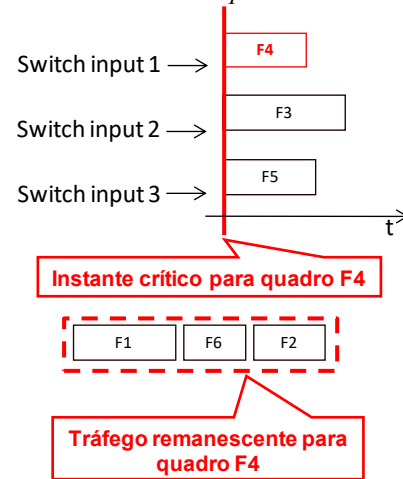 F4
Switch input 1
F3
Switch input 2
F5
Switch input 3
t
Instante crítico para quadro F4
F1 F6 F2
Tráfego remanescente para
quadro F4